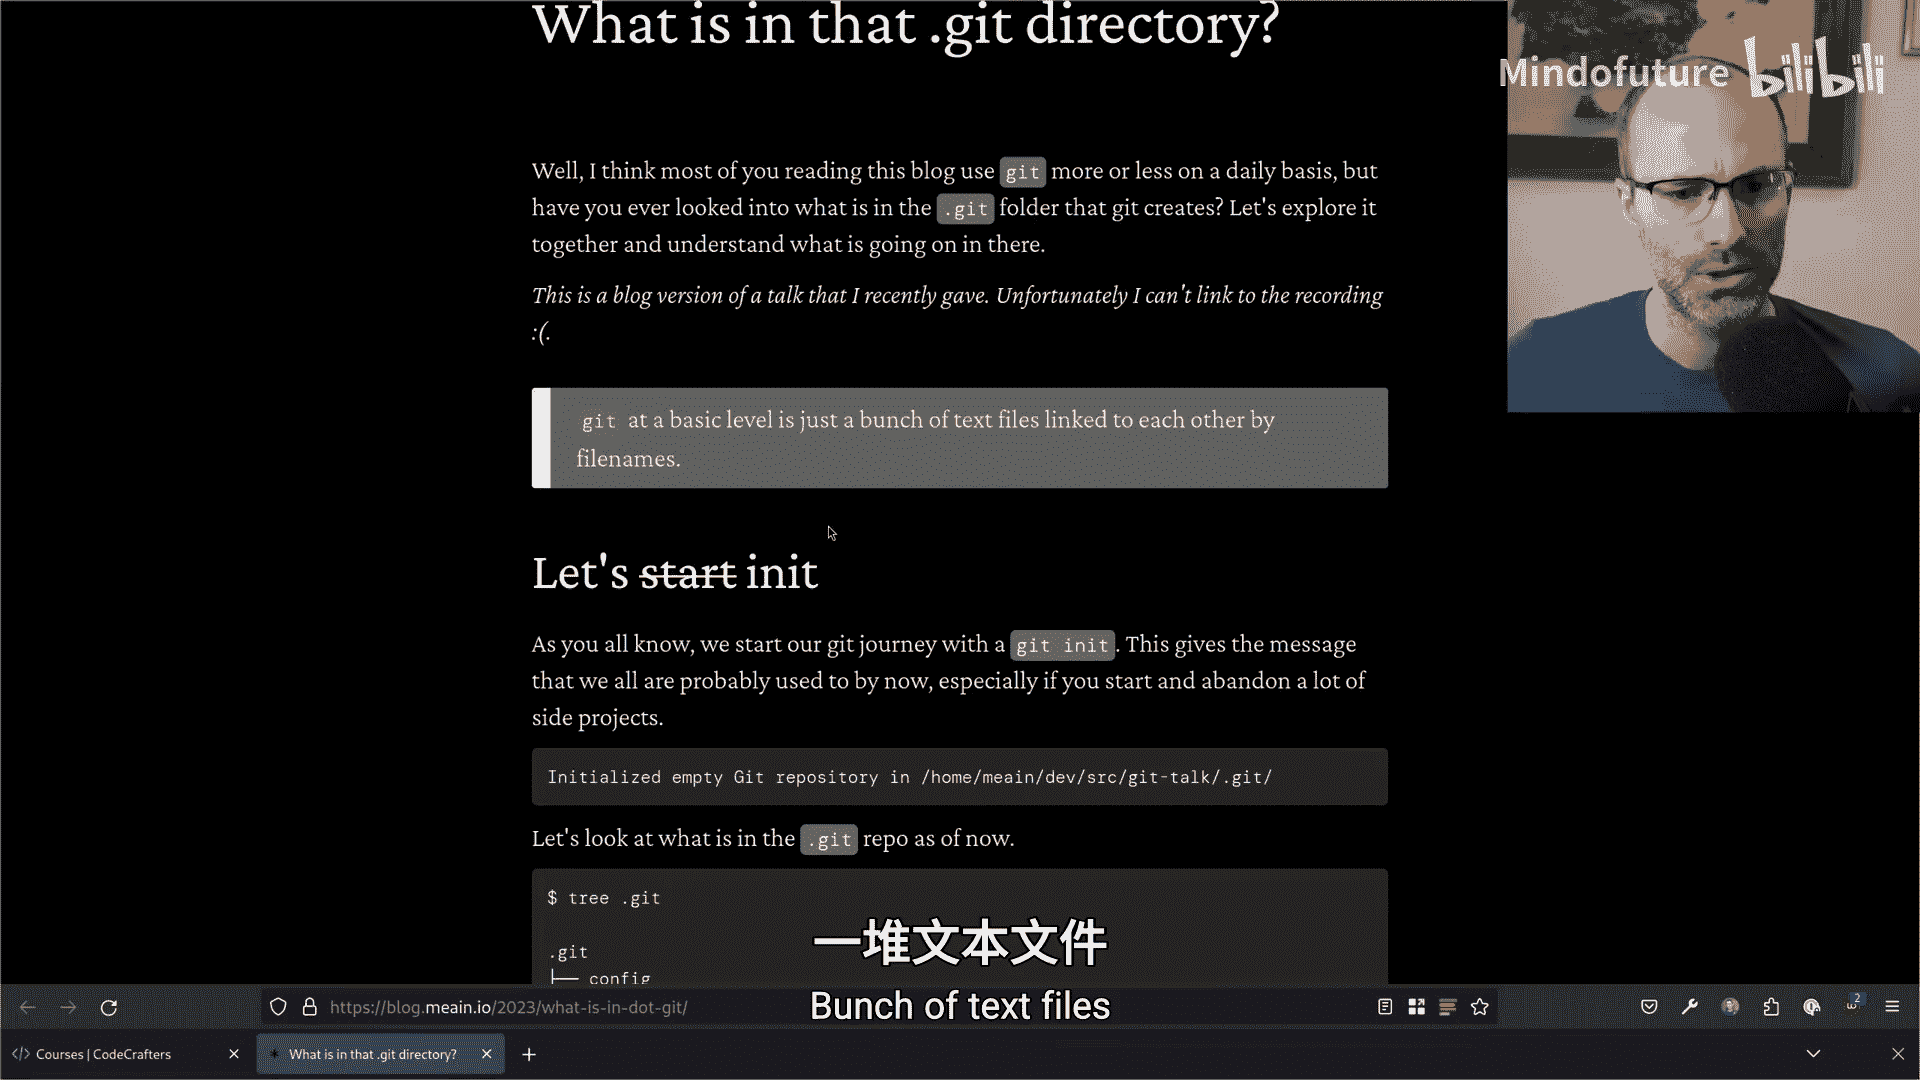 What is in that .git directory?
Mindofuture bilibili
Well, I think most of you reading this blog use git more or less on a daily basis, but
have you ever looked into what is in the .git folder that git creates? Let's explore it
together and understand what is going on in there.
This is a blog version of a talk that I recently gave. Unfortunately I can't link to the recording
:(.
git at a basic level is just a bunch of text files linked to each other by
filenames.
Let's start init
As you all know, we start our git journey with a git init. This gives the message
that we all are probably used to by now, especially if you start and abandon a lot of
side projects.
Initialized empty Git repository in /home/meain/dev/src/git-talk/.git/
Let's look at what is in the .git repo as of now.
$ tree .git
.git
├── config
一堆文本文件
Bunch of text files
https://blog.meain.io/2023/what-is-in-dot-git/
2
Courses | CodeCrafters
What is in that .git directory?